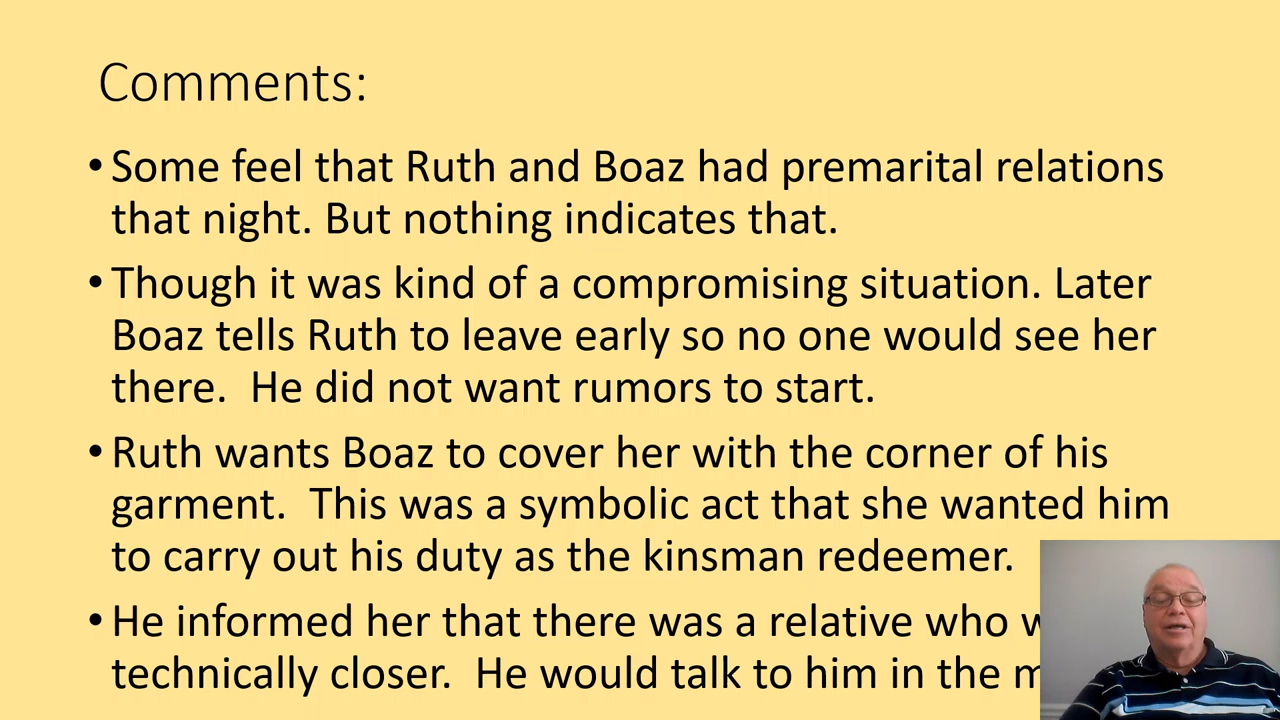 Comments:
• Some feel that Ruth and Boaz had premarital relations
that night. But nothing indicates that.
• Though it was kind of a compromising situation. Later
Boaz tells Ruth to leave early so no one would see her
there.  He did not want rumors to start.
• Ruth wants Boaz to cover her with the corner of his
garment.  This was a symbolic act that she wanted him
to carry out his duty as the kinsman redeemer.
• He informed her that there was a relative who
technically closer.  He would talk to him in the